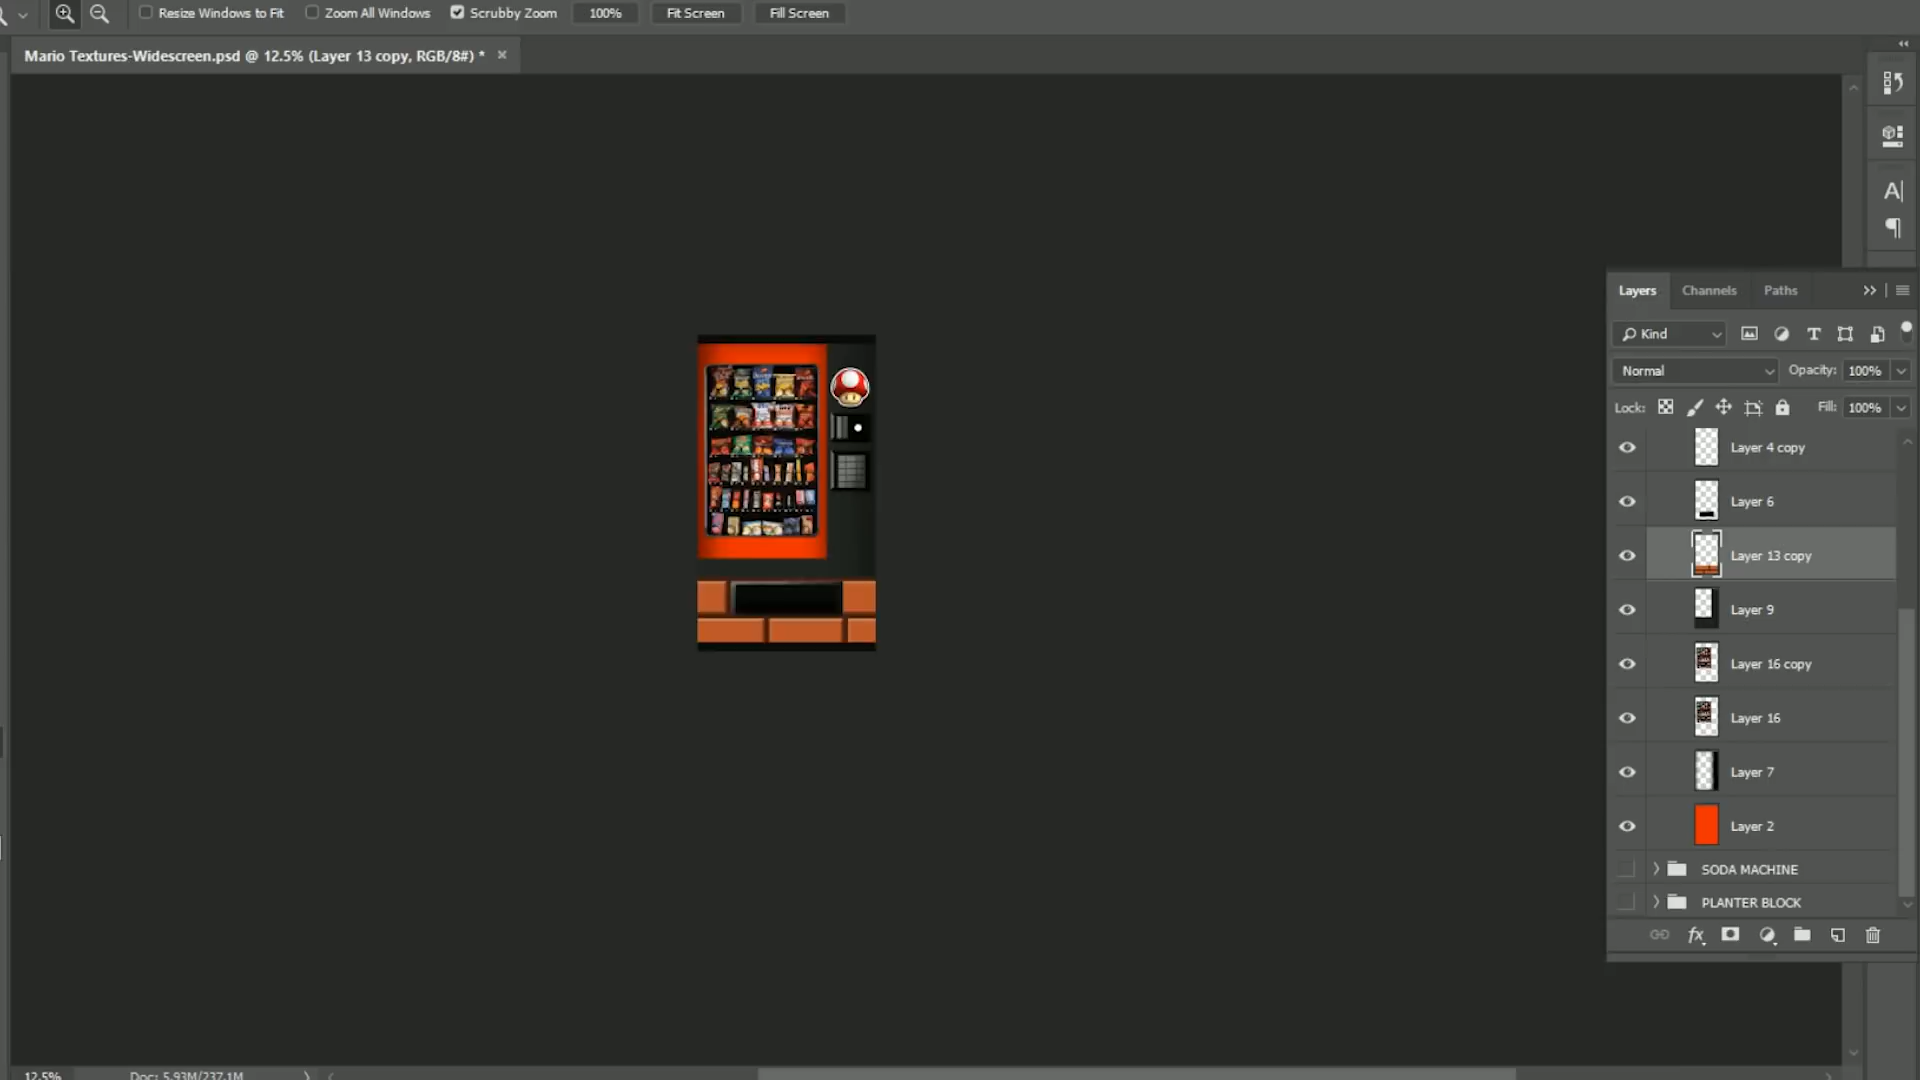 Resize Windows to Fit Zoom All Windows Scrubby Zoom 100% Fit Screen Fill Screen
Mario Textures-Widescreen.psd @ 12.5% (Layer 13 copy, RGB/8#) *
Layers Channels Paths
Kind
Normal Opacity: 100%
Lock: Fill: 100%
Layer 4 copy
Layer 6
Layer 13 copy
Layer 9
Layer 16 copy
Layer 16
Layer 7
Layer 2
SODA MACHINE
PLANTER BLOCK
12.5% Doc: 5.93M/237.1M